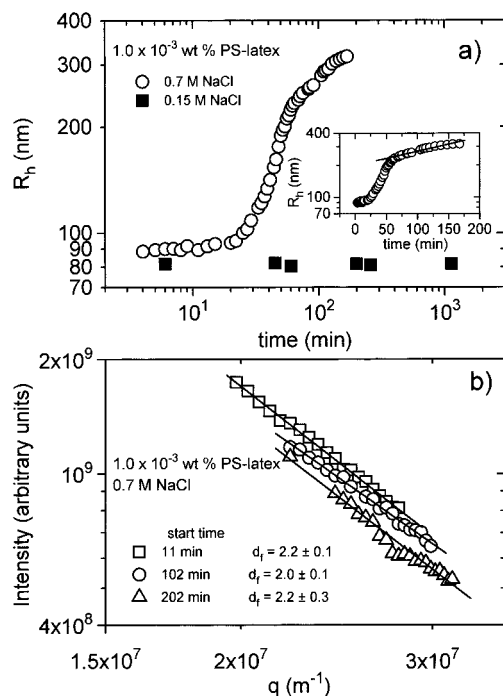 400
300
200
100
90
80
70
R_h (nm)
a)
1.0 x 10⁻³ wt % PS-latex
○ 0.7 M NaCl
■ 0.15 M NaCl
400
100
70
R_h (nm)
0 50 100 150 200
time (min)
10¹ 10² 10³
time (min)
2x10⁹
10⁹
4x10⁸
Intensity (arbitrary units)
b)
1.0 x 10⁻³ wt % PS-latex
0.7 M NaCl
start time
□ 11 min d_f = 2.2 ± 0.1
○ 102 min d_f = 2.0 ± 0.1
△ 202 min d_f = 2.2 ± 0.3
1.5x10⁷ 2x10⁷ 3x10⁷
q (m⁻¹)